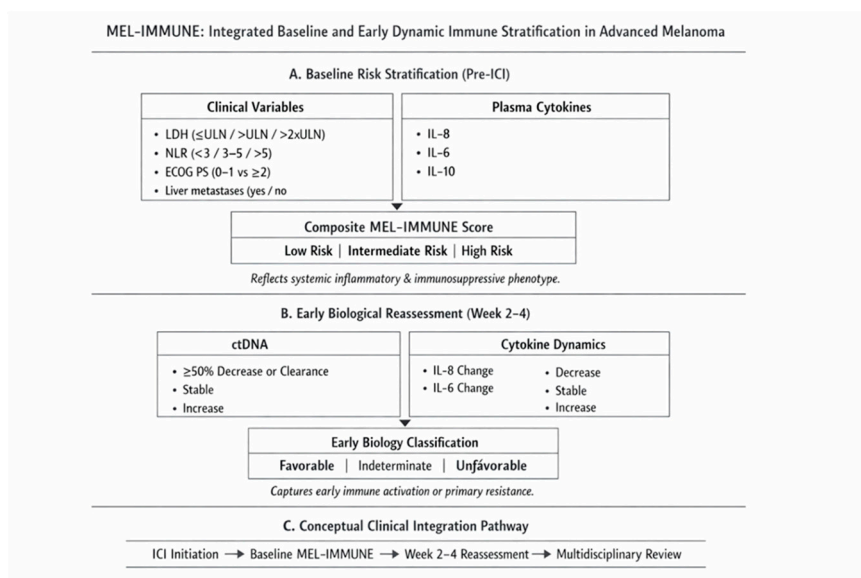 MEL–IMMUNE: Integrated Baseline and Early Dynamic Immune Stratification in Advanced Melanoma
A. Baseline Risk Stratification (Pre-ICI)
Clinical Variables
• LDH (≤ULN / >ULN / >2xULN)
• NLR (<3 / 3–5 / >5)
• ECOG PS (0–1 vs ≥2)
• Liver metastases (yes / no
Plasma Cytokines
• IL–8
• IL–6
• IL–10
Composite MEL–IMMUNE Score
Low Risk | Intermediate Risk | High Risk
Reflects systemic inflammatory & immunosuppressive phenotype.
B. Early Biological Reassessment (Week 2–4)
ctDNA
• ≥50% Decrease or Clearance
• Stable
• Increase
Cytokine Dynamics
• IL–8 Change
• IL–6 Change
• Decrease
• Stable
• Increase
Early Biology Classification
Favorable | Indeterminate | Unfávorable
Captures early immune activation or primary resistance.
C. Conceptual Clinical Integration Pathway
ICI Initiation → Baseline MEL–IMMUNE → Week 2–4 Reassessment → Multidisciplinary Review